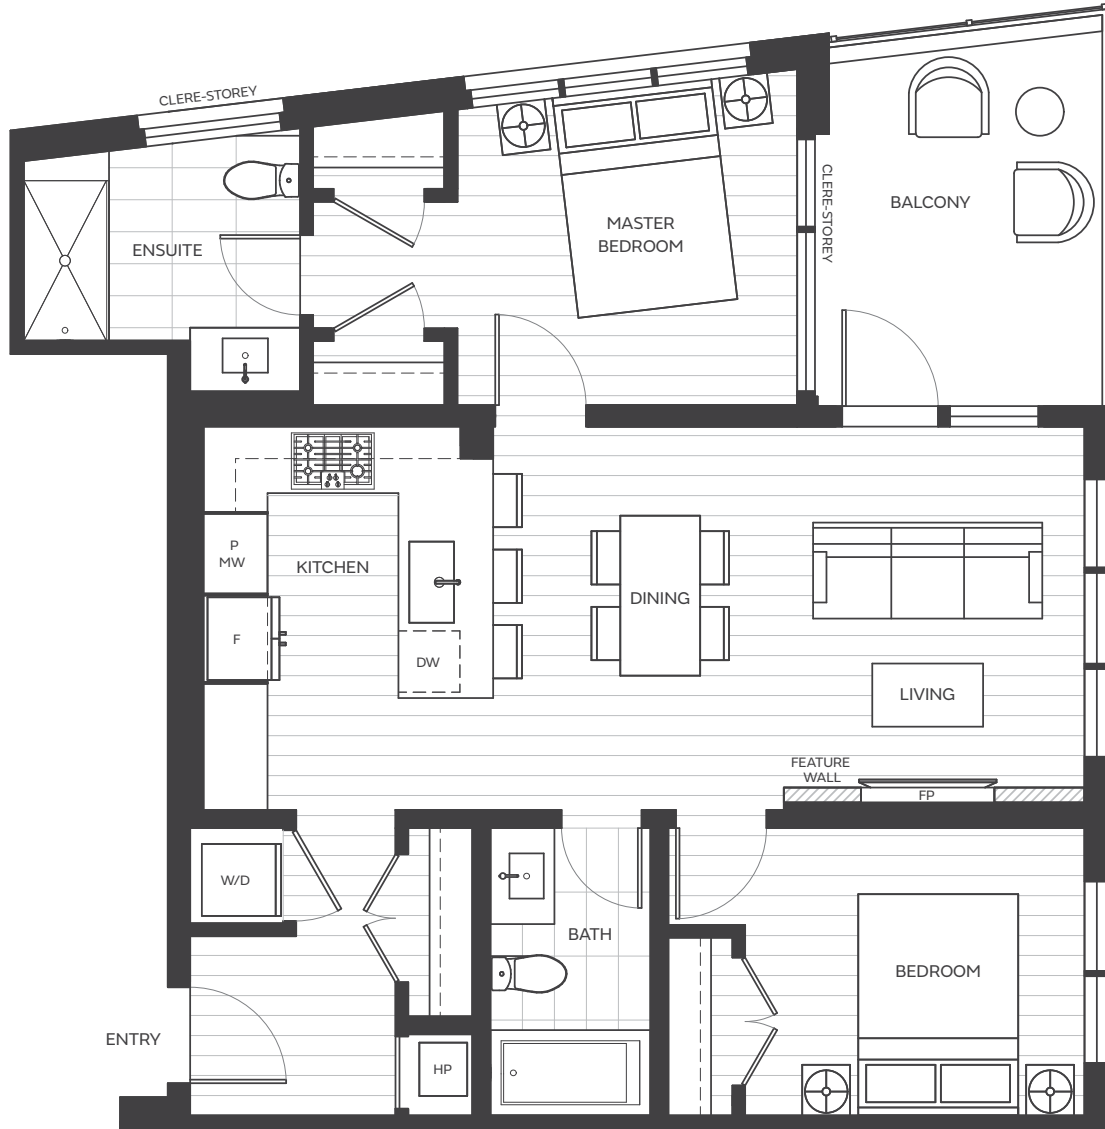 CLERE-STOREY
CLERE-STOREY
BALCONY
MASTER
BEDROOM
ENSUITE
P
MW
KITCHEN
DINING
F
DW
LIVING
FEATURE
WALL
FP
W/D
BATH
BEDROOM
ENTRY
HP